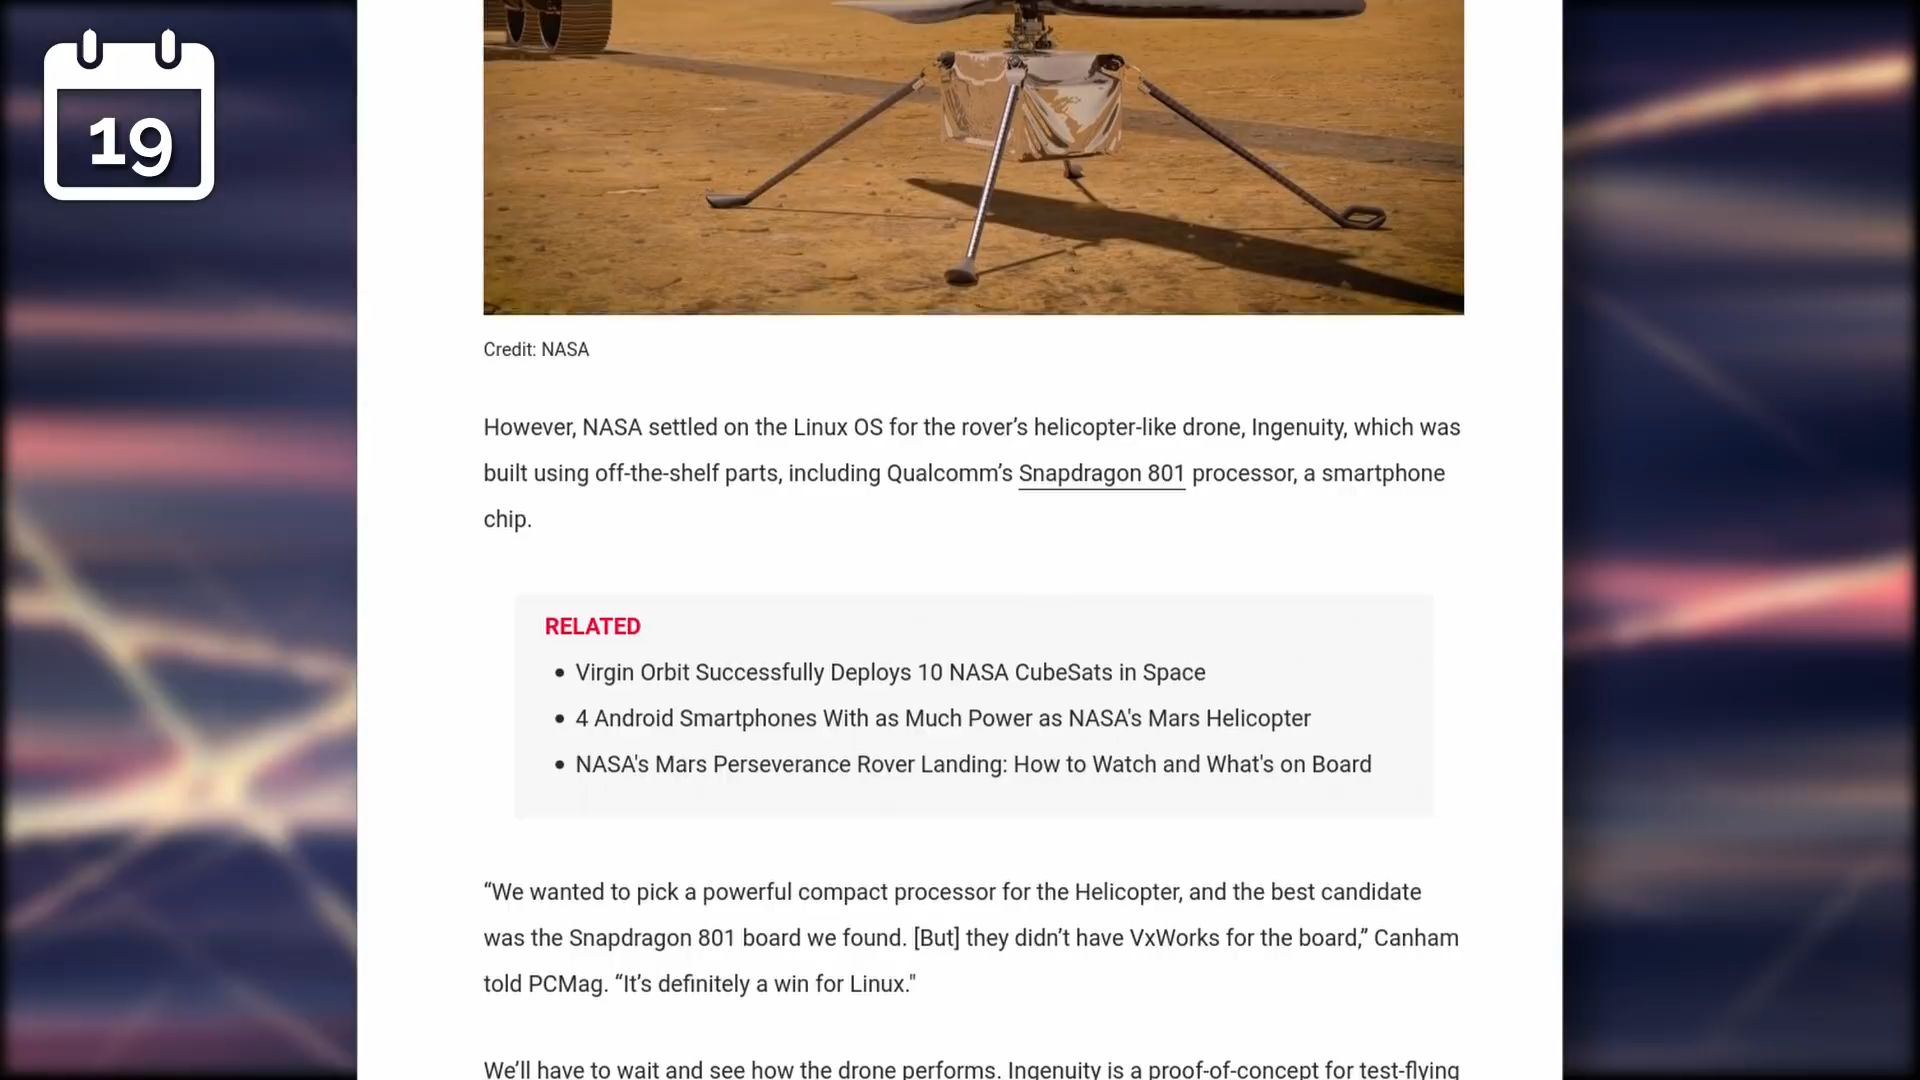 19
Credit: NASA
However, NASA settled on the Linux OS for the rover’s helicopter-like drone, Ingenuity, which was
built using off-the-shelf parts, including Qualcomm’s Snapdragon 801 processor, a smartphone
chip.
RELATED
• Virgin Orbit Successfully Deploys 10 NASA CubeSats in Space
• 4 Android Smartphones With as Much Power as NASA's Mars Helicopter
• NASA's Mars Perseverance Rover Landing: How to Watch and What's on Board
“We wanted to pick a powerful compact processor for the Helicopter, and the best candidate
was the Snapdragon 801 board we found. [But] they didn’t have VxWorks for the board,” Canham
told PCMag. “It’s definitely a win for Linux."
We’ll have to wait and see how the drone performs. Ingenuity is a proof-of-concept for test-flying